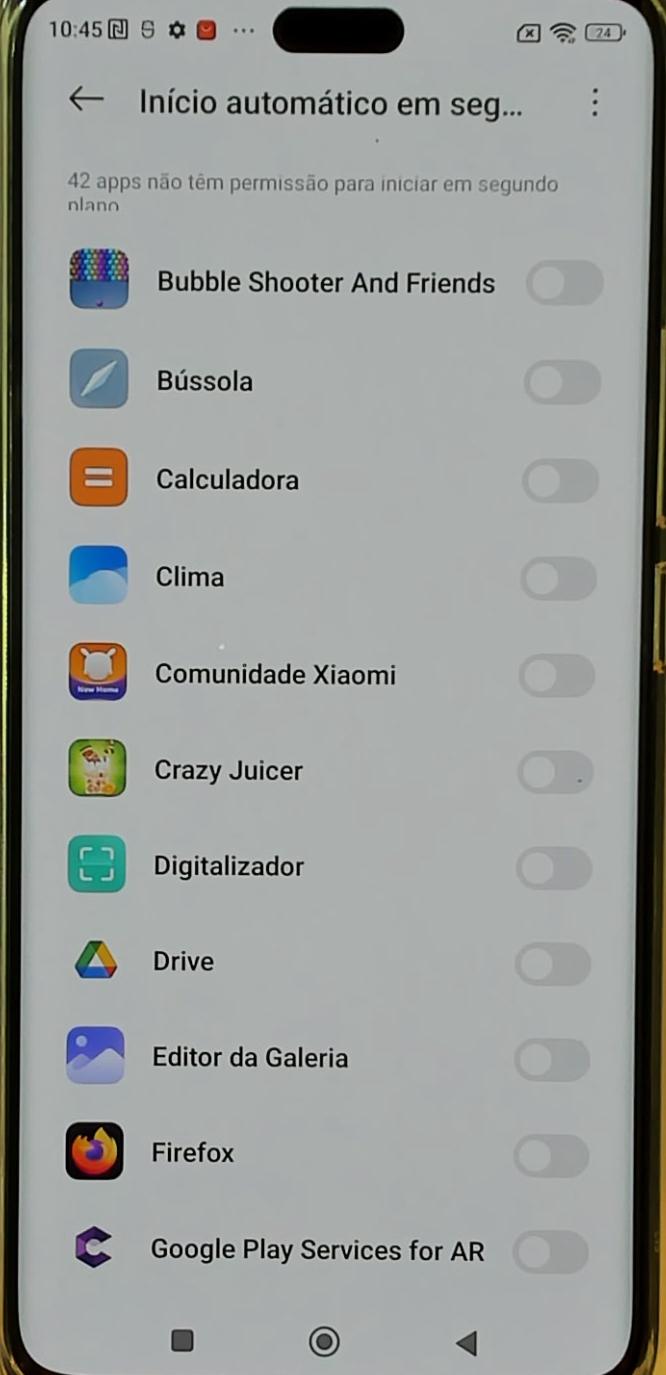 10:45
24
Início automático em seg...
42 apps não têm permissão para iniciar em segundo
plano
Bubble Shooter And Friends
Bússola
Calculadora
Clima
New Home
Comunidade Xiaomi
Crazy Juicer
Digitalizador
Drive
Editor da Galeria
Firefox
Google Play Services for AR